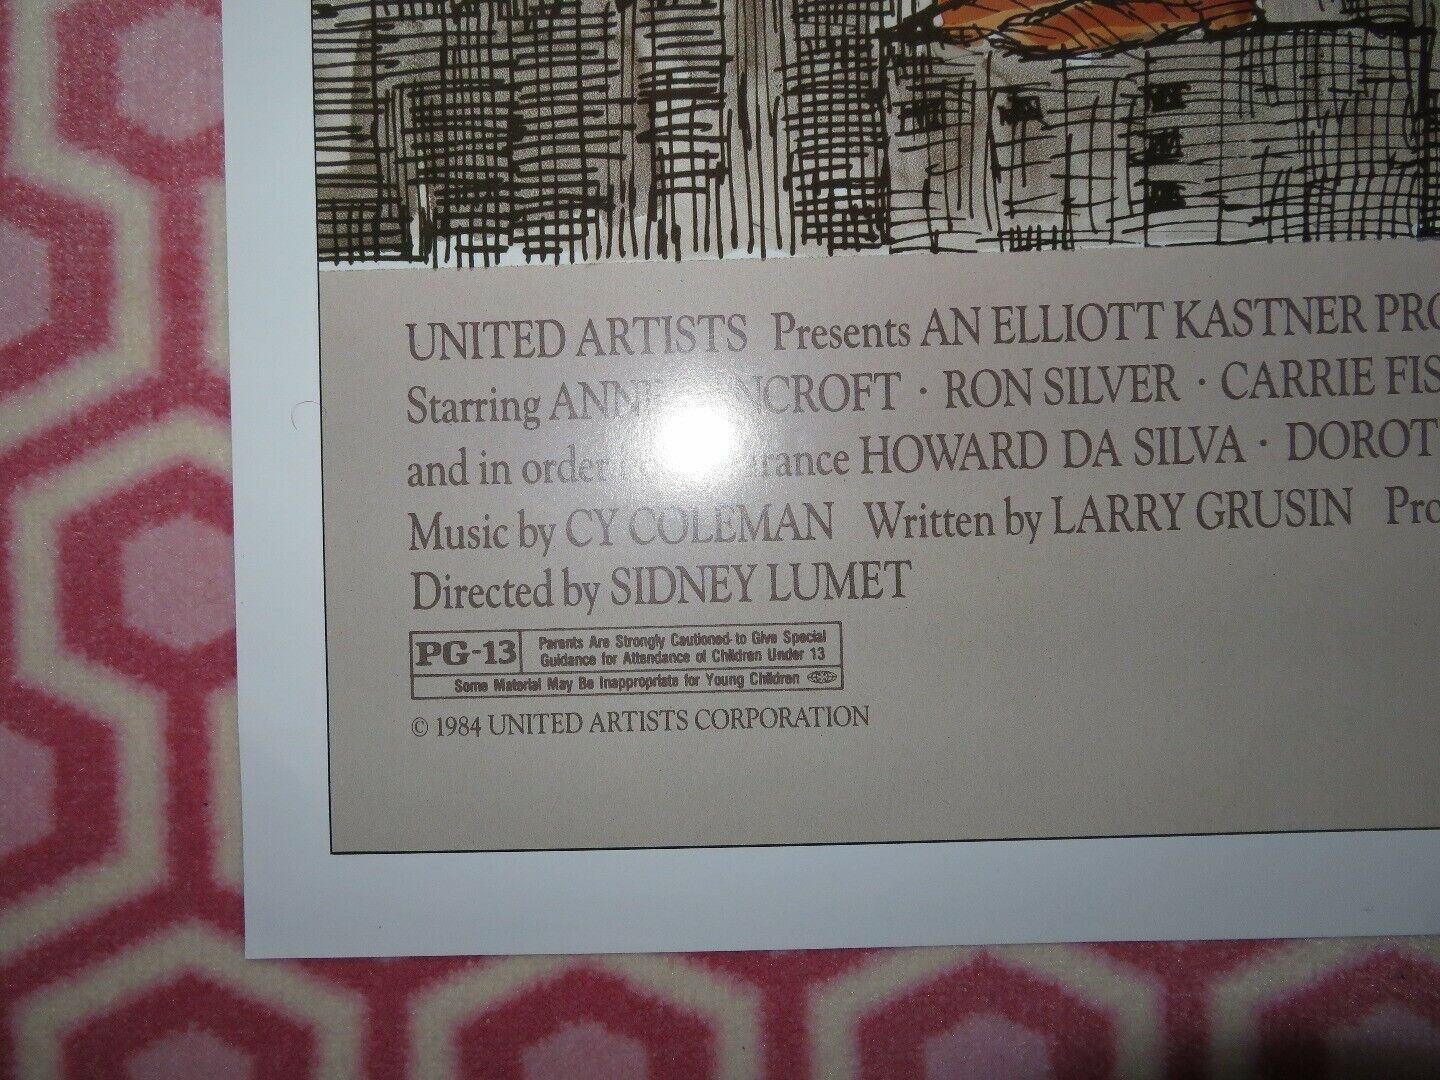 UNITED ARTISTS Presents AN ELLIOTT KASTNER PRO
Starring ANNE BANCROFT · RON SILVER · CARRIE FIS
and in order appearance HOWARD DA SILVA · DOROT
Music by CY COLEMAN Written by LARRY GRUSIN Pro
Directed by SIDNEY LUMET
PG-13 Parents Are Strongly Cautioned to Give Special
Guidance for Attendance of Children Under 13
Some Material May Be Inappropriate for Young Children
© 1984 UNITED ARTISTS CORPORATION